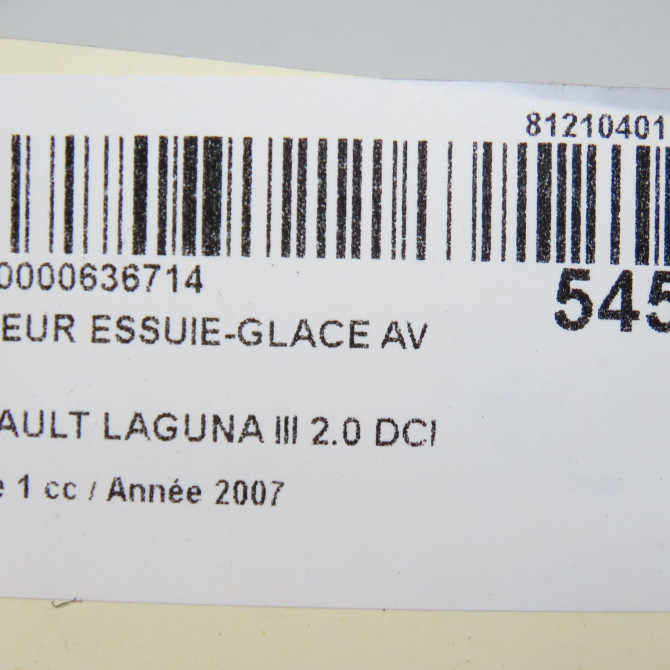 81210401
0000636714
545
EUR ESSUIE-GLACE AV
AULT LAGUNA III 2.0 DCI
e 1 cc / Année 2007